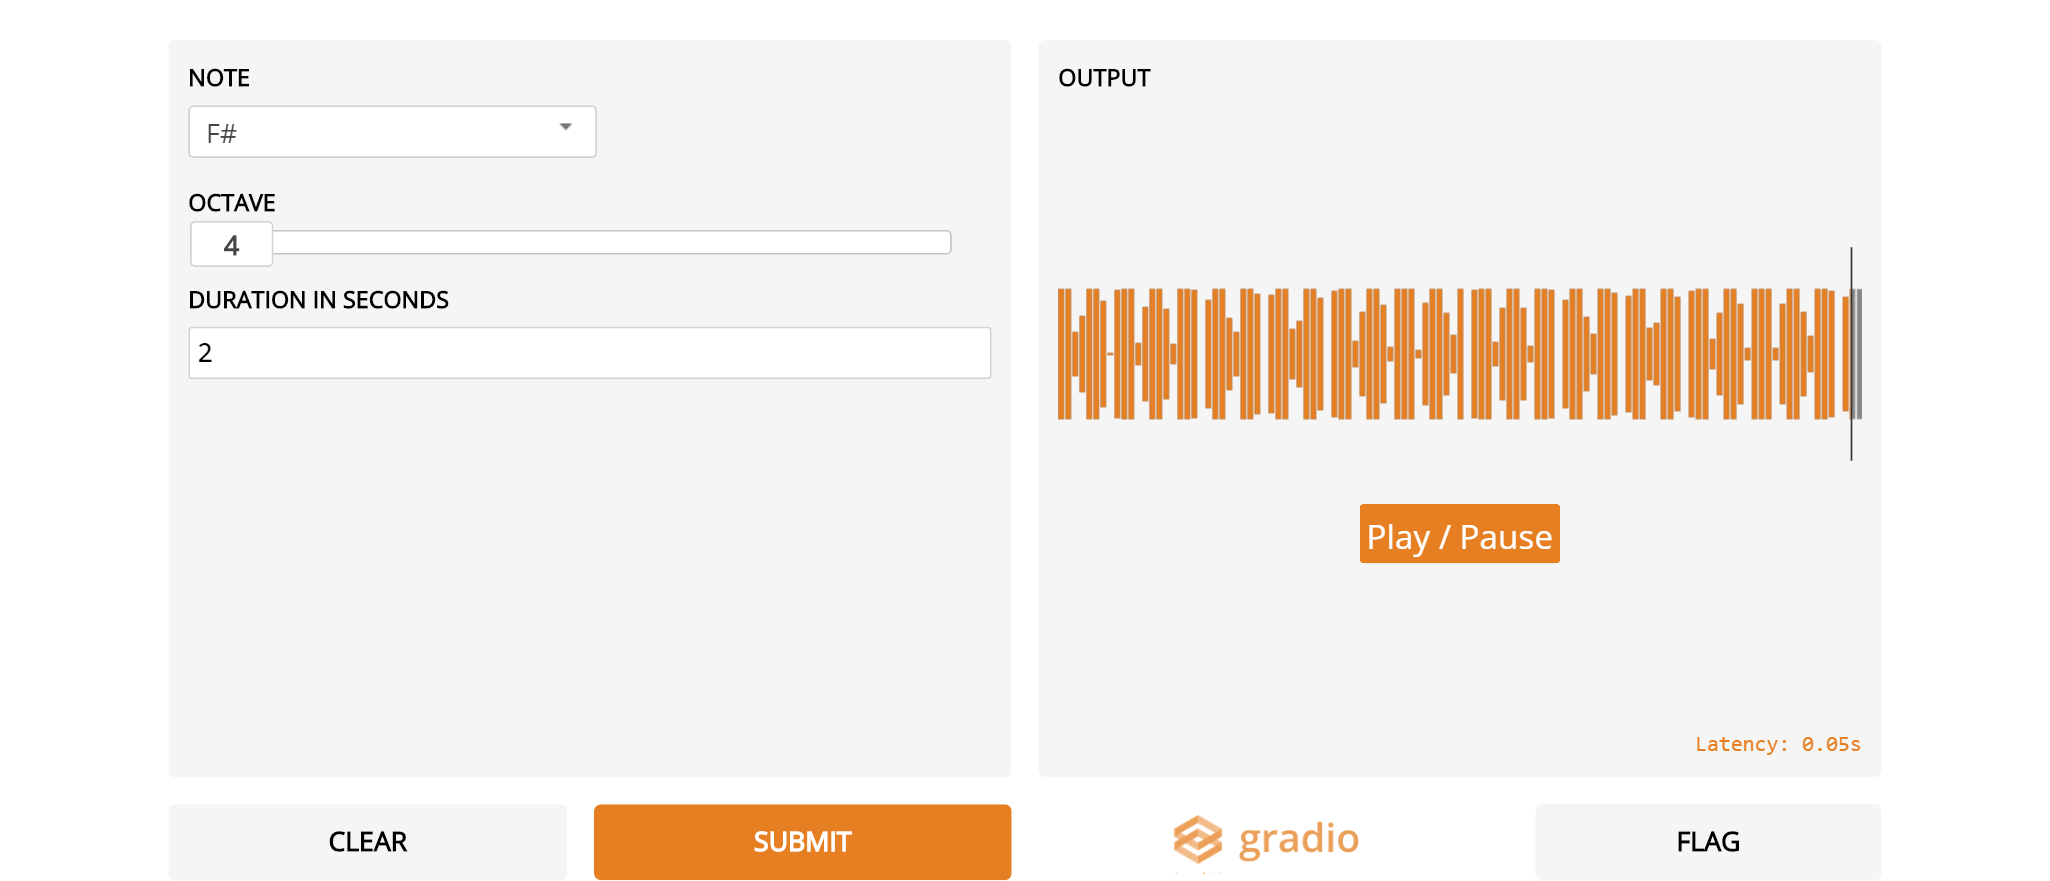 NOTE
F#
OCTAVE
4
DURATION IN SECONDS
2
OUTPUT
Play / Pause
Latency: 0.05s
CLEAR
SUBMIT
gradio
FLAG